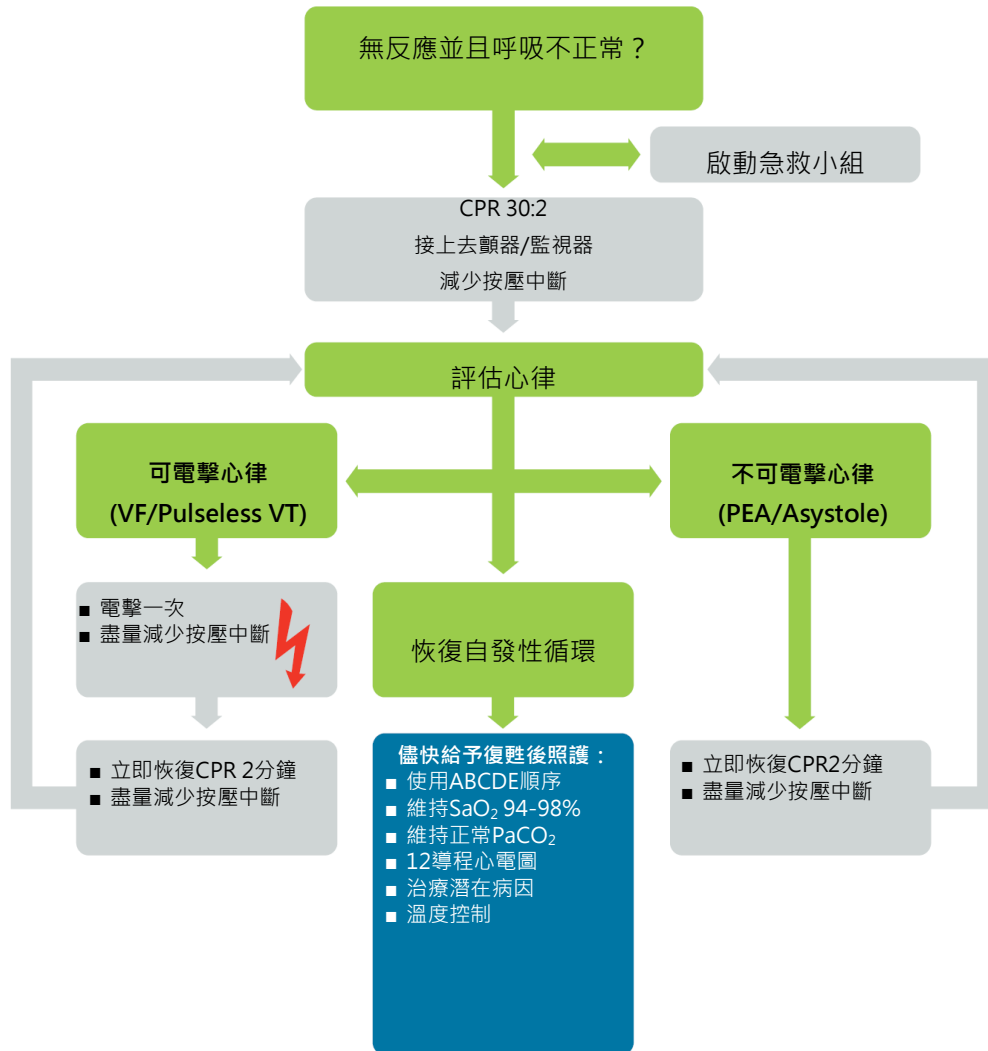 無反應並且呼吸不正常？
啟動急救小組
CPR 30:2
接上去顫器/監視器
減少按壓中斷
評估心律
可電擊心律
(VF/Pulseless VT)
不可電擊心律
(PEA/Asystole)
■ 電擊一次
■ 盡量減少按壓中斷
恢復自發性循環
■ 立即恢復CPR 2分鐘
■ 盡量減少按壓中斷
儘快給予復甦後照護：
■ 使用ABCDE順序
■ 維持SaO₂ 94-98%
■ 維持正常PaCO₂
■ 12導程心電圖
■ 治療潛在病因
■ 溫度控制
■ 立即恢復CPR2分鐘
■ 盡量減少按壓中斷